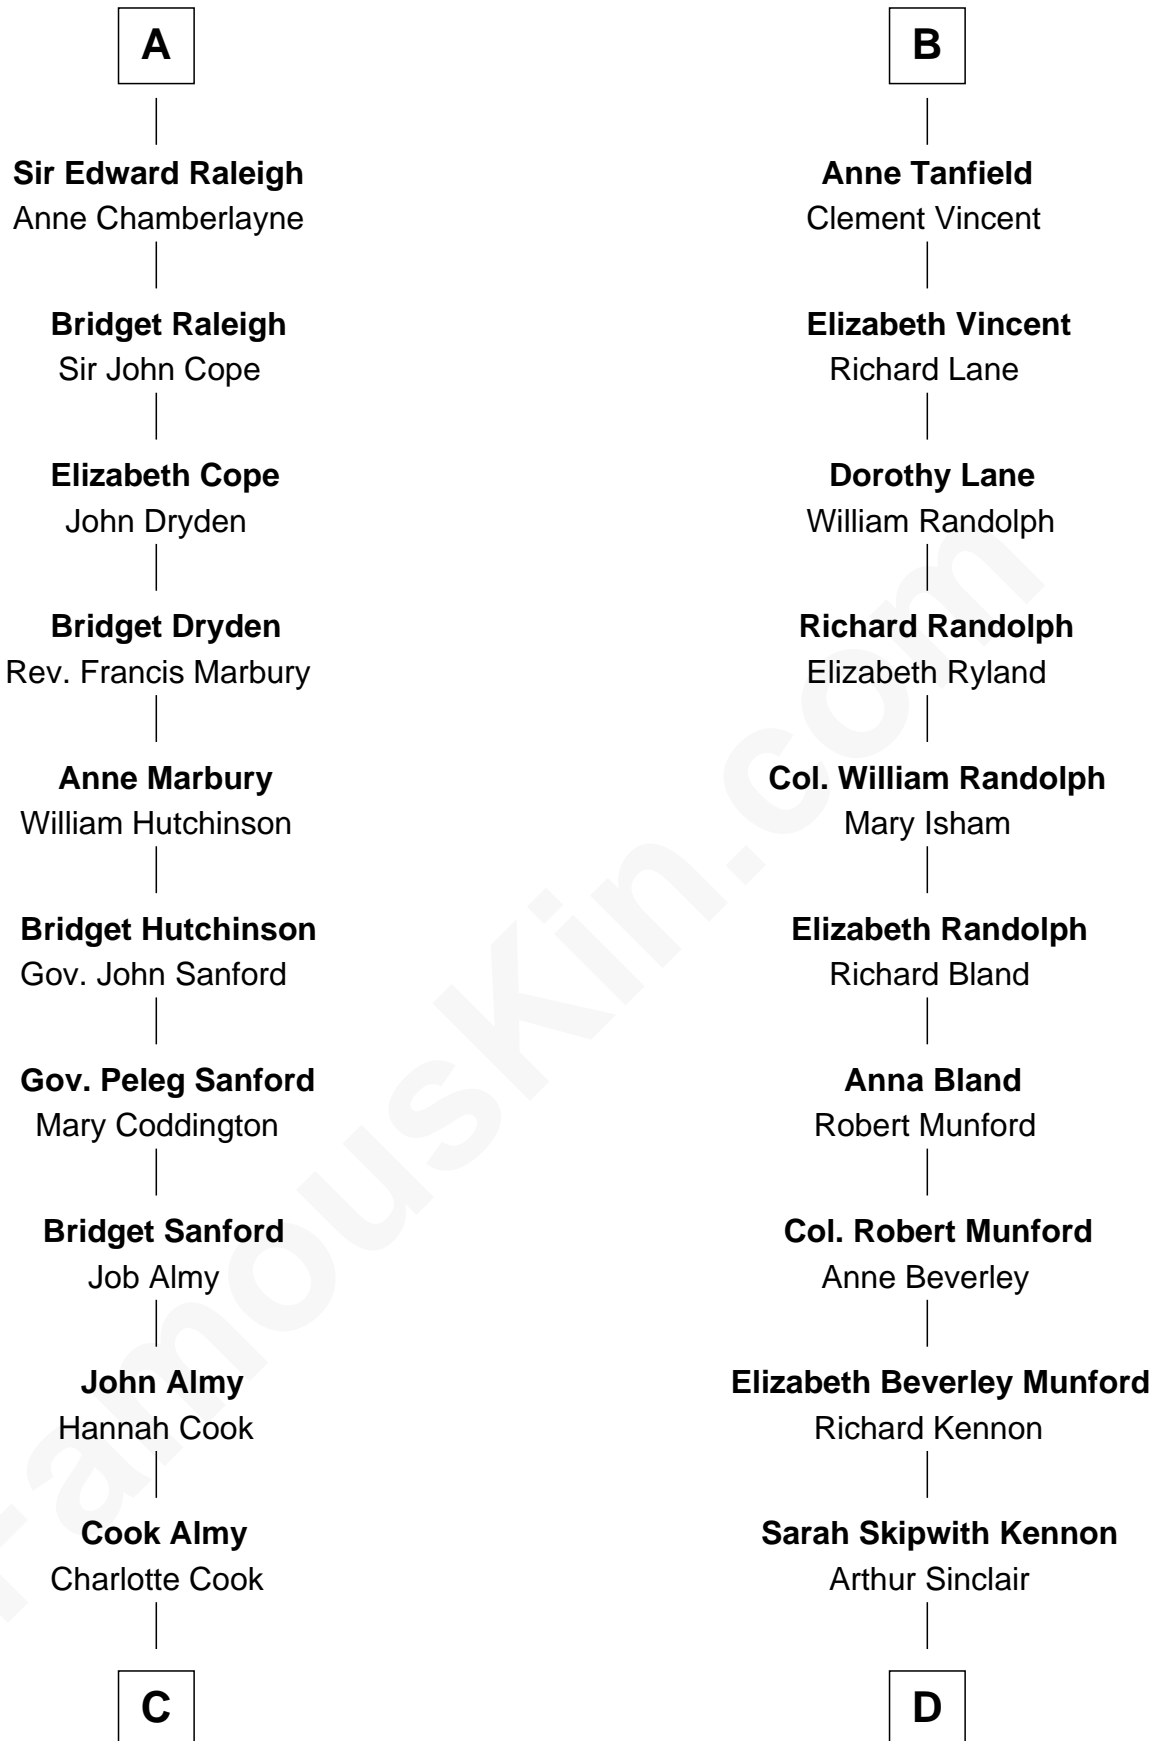 A
Sir Edward Raleigh
Anne Chamberlayne
Bridget Raleigh
Sir John Cope
Elizabeth Cope
John Dryden
Bridget Dryden
Rev. Francis Marbury
Anne Marbury
William Hutchinson
Bridget Hutchinson
Gov. John Sanford
Gov. Peleg Sanford
Mary Coddington
Bridget Sanford
Job Almy
John Almy
Hannah Cook
Cook Almy
Charlotte Cook
C
B
Anne Tanfield
Clement Vincent
Elizabeth Vincent
Richard Lane
Dorothy Lane
William Randolph
Richard Randolph
Elizabeth Ryland
Col. William Randolph
Mary Isham
Elizabeth Randolph
Richard Bland
Anna Bland
Robert Munford
Col. Robert Munford
Anne Beverley
Elizabeth Beverley Munford
Richard Kennon
Sarah Skipwith Kennon
Arthur Sinclair
D
FamousKin.com